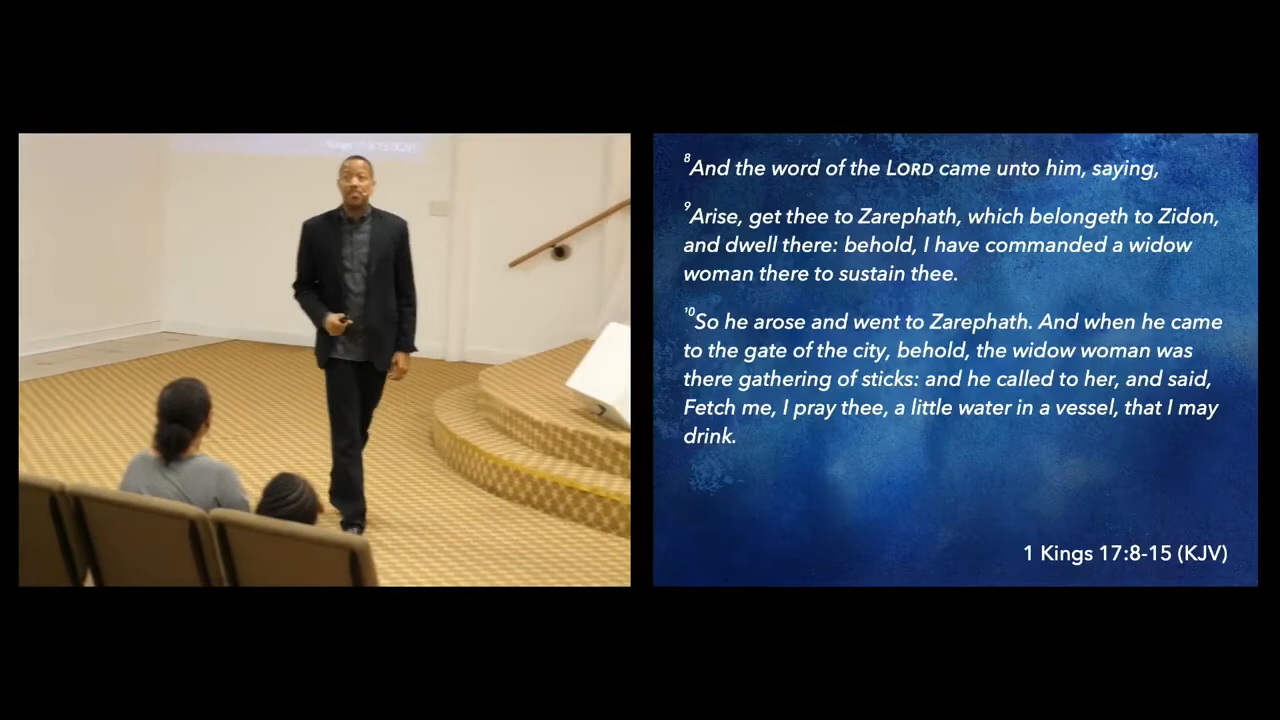 ⁸And the word of the LORD came unto him, saying,
⁹Arise, get thee to Zarephath, which belongeth to Zidon,
and dwell there: behold, I have commanded a widow
woman there to sustain thee.
¹⁰So he arose and went to Zarephath. And when he came
to the gate of the city, behold, the widow woman was
there gathering of sticks: and he called to her, and said,
Fetch me, I pray thee, a little water in a vessel, that I may
drink.
1 Kings 17:8-15 (KJV)